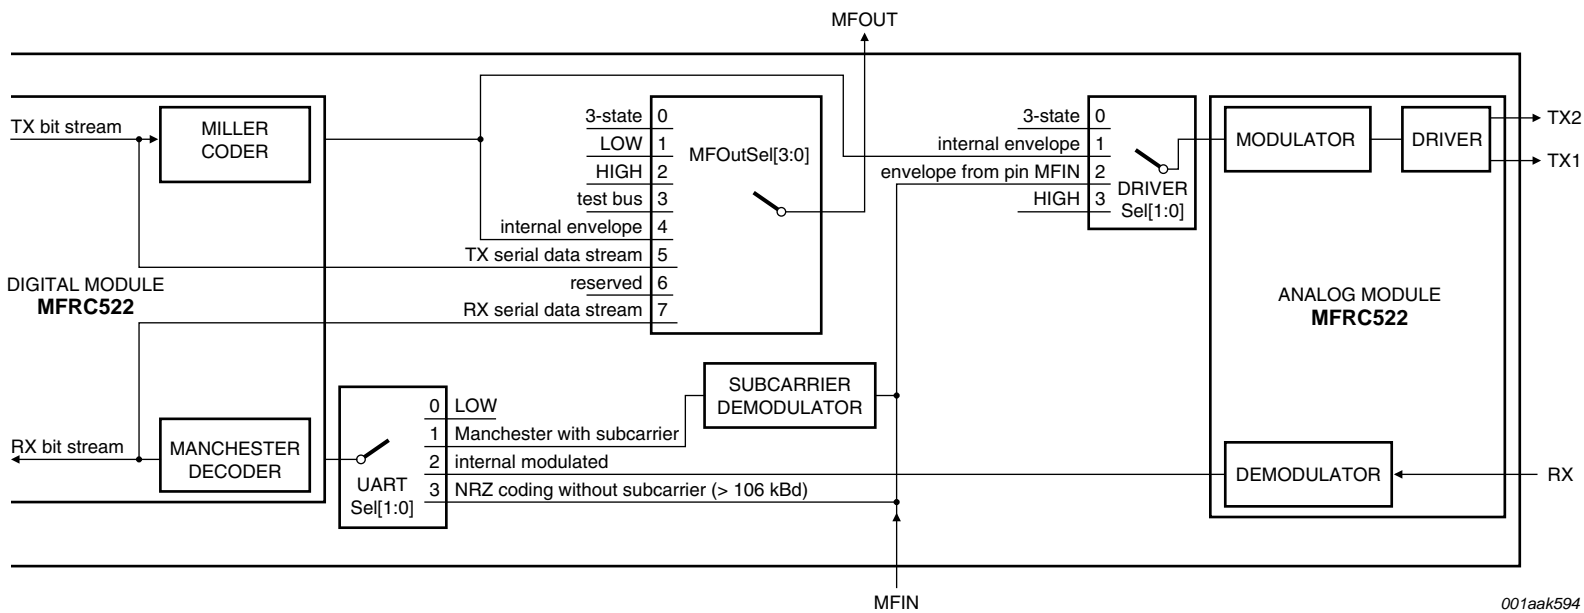 MFOUT
TX bit stream
MILLER
CODER
3-state 0
LOW 1
HIGH 2
test bus 3
internal envelope 4
TX serial data stream 5
reserved 6
RX serial data stream 7
MFOutSel[3:0]
3-state 0
internal envelope 1
envelope from pin MFIN 2
HIGH 3
DRIVER
Sel[1:0]
MODULATOR
DRIVER
TX2
TX1
DIGITAL MODULE
MFRC522
ANALOG MODULE
MFRC522
SUBCARRIER
DEMODULATOR
RX bit stream
MANCHESTER
DECODER
UART
Sel[1:0]
0 LOW
1 Manchester with subcarrier
2 internal modulated
3 NRZ coding without subcarrier (> 106 kBd)
DEMODULATOR
RX
MFIN
001aak594